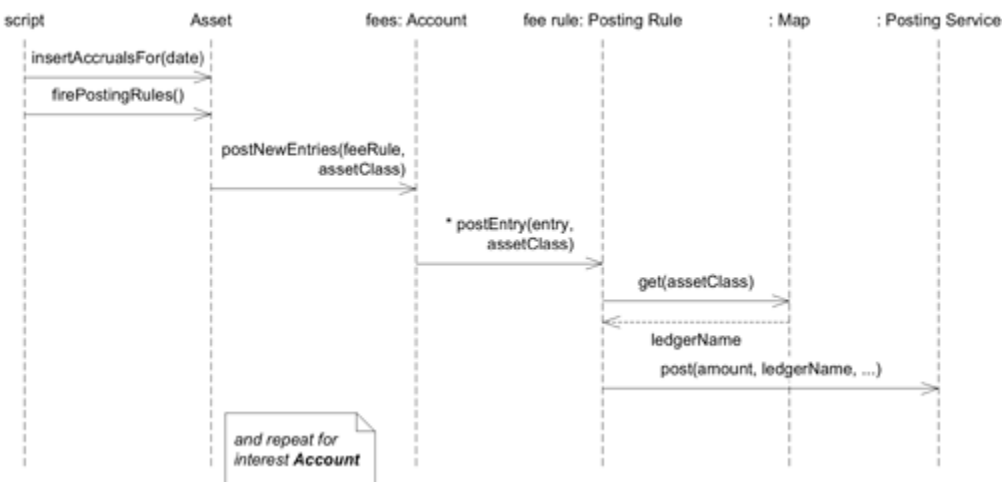 script Asset fees: Account fee rule: Posting Rule : Map : Posting Service
insertAccrualsFor(date)
firePostingRules()
postNewEntries(feeRule,
assetClass)
* postEntry(entry,
assetClass)
get(assetClass)
ledgerName
post(amount, ledgerName, ...)
and repeat for
interest Account